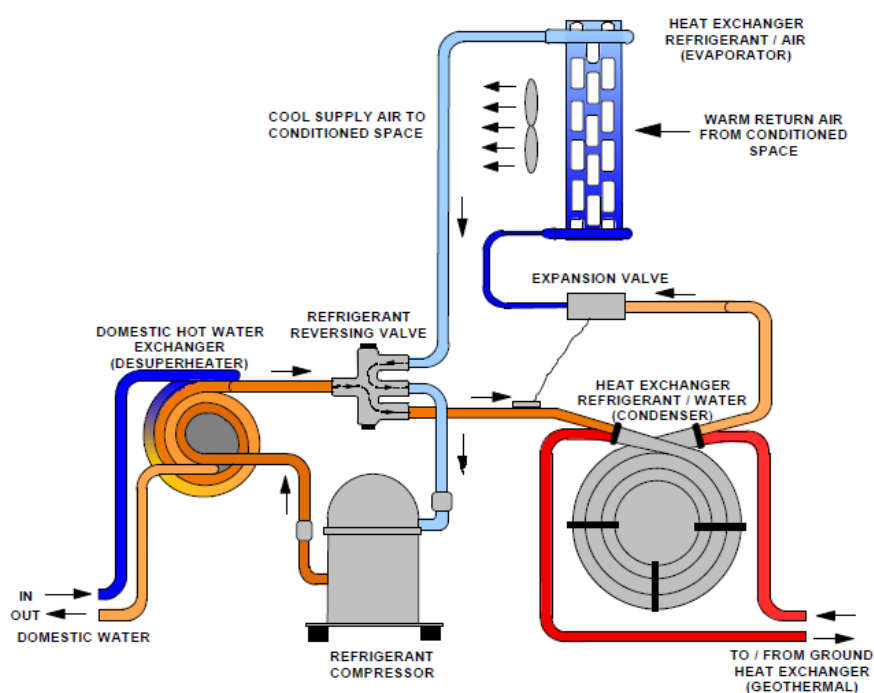 HEAT EXCHANGER
REFRIGERANT / AIR
(EVAPORATOR)
COOL SUPPLY AIR TO
CONDITIONED SPACE
WARM RETURN AIR
FROM CONDITIONED
SPACE
EXPANSION VALVE
REFRIGERANT
REVERSING VALVE
DOMESTIC HOT WATER
EXCHANGER
(DESUPERHEATER)
HEAT EXCHANGER
REFRIGERANT / WATER
(CONDENSER)
IN
OUT
DOMESTIC WATER
REFRIGERANT
COMPRESSOR
TO / FROM GROUND
HEAT EXCHANGER
(GEOTHERMAL)